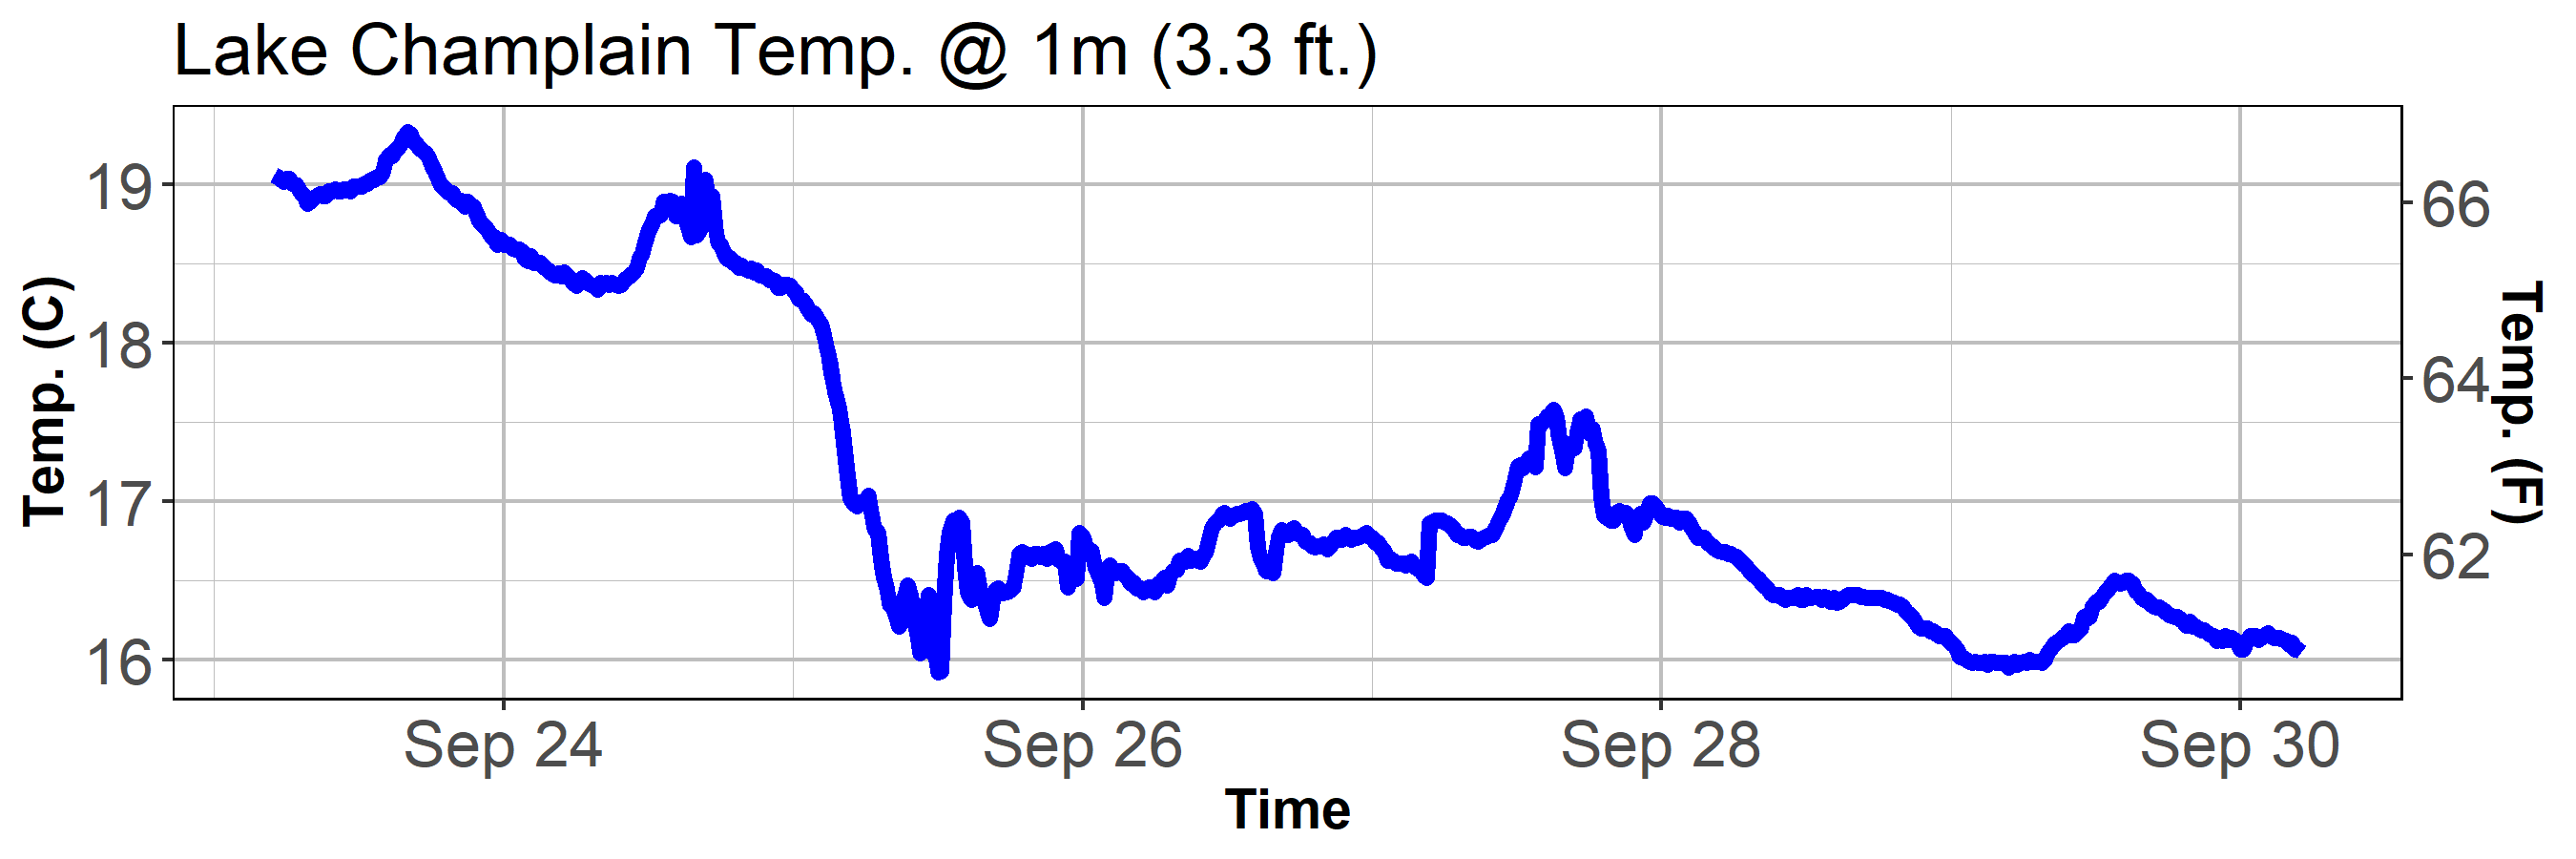 Lake Champlain Temp. @ 1m (3.3 ft.)
Temp. (C)
19
18
17
16
66
64
62
Temp. (F)
Sep 24
Sep 26
Sep 28
Sep 30
Time